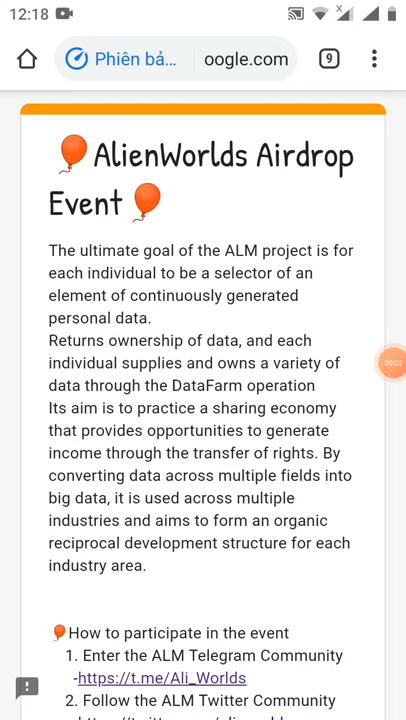 12:18
Phiên bả... oogle.com 9
🎈AlienWorlds Airdrop
Event🎈
The ultimate goal of the ALM project is for
each individual to be a selector of an
element of continuously generated
personal data.
Returns ownership of data, and each
individual supplies and owns a variety of
data through the DataFarm operation
Its aim is to practice a sharing economy
that provides opportunities to generate
income through the transfer of rights. By
converting data across multiple fields into
big data, it is used across multiple
industries and aims to form an organic
reciprocal development structure for each
industry area.
00:02
🎈How to participate in the event
1. Enter the ALM Telegram Community
-https://t.me/Ali_Worlds
2. Follow the ALM Twitter Community